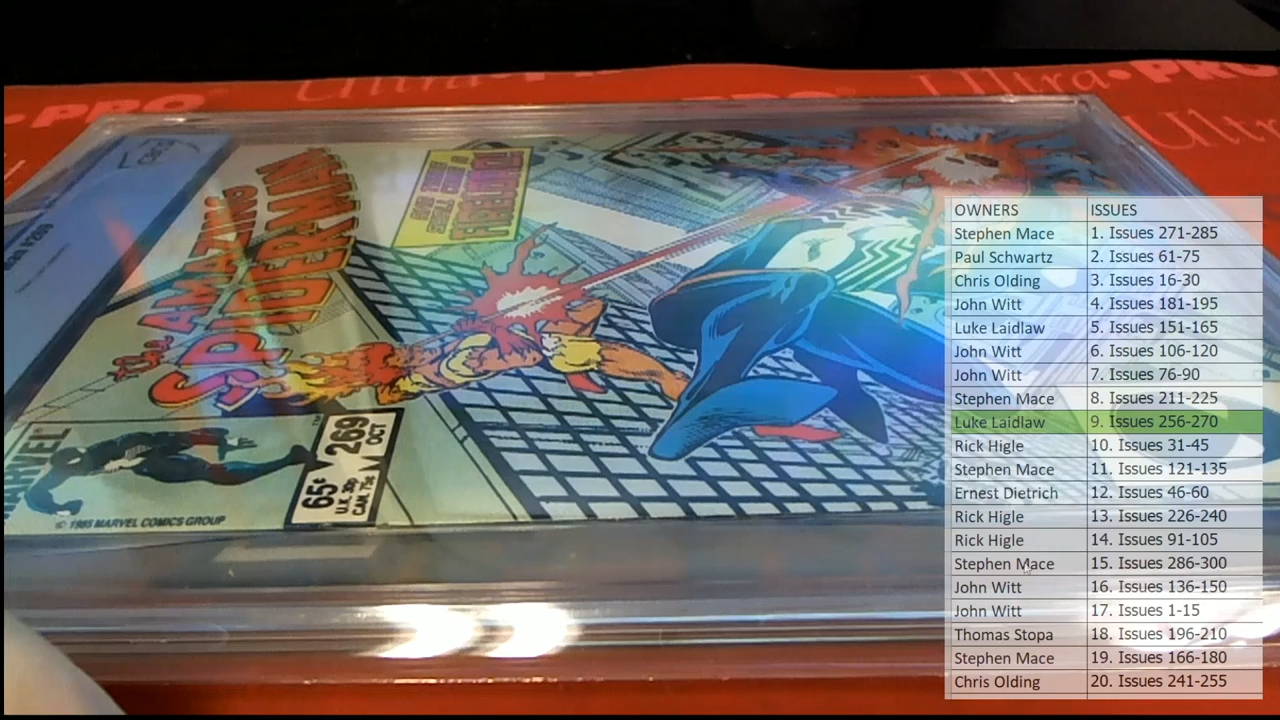 PRO
Ultra•PRO
Ultra•PRO
Ultra
the AMAZING
SPIDER-MAN
FIRELORD!
MARVEL
65¢
U.K. 30p
CAN. 75¢
269
OCT
© 1985 MARVEL COMICS GROUP
OWNERS ISSUES
Stephen Mace 1. Issues 271-285
Paul Schwartz 2. Issues 61-75
Chris Olding 3. Issues 16-30
John Witt 4. Issues 181-195
Luke Laidlaw 5. Issues 151-165
John Witt 6. Issues 106-120
John Witt 7. Issues 76-90
Stephen Mace 8. Issues 211-225
Luke Laidlaw 9. Issues 256-270
Rick Higle 10. Issues 31-45
Stephen Mace 11. Issues 121-135
Ernest Dietrich 12. Issues 46-60
Rick Higle 13. Issues 226-240
Rick Higle 14. Issues 91-105
Stephen Mace 15. Issues 286-300
John Witt 16. Issues 136-150
John Witt 17. Issues 1-15
Thomas Stopa 18. Issues 196-210
Stephen Mace 19. Issues 166-180
Chris Olding 20. Issues 241-255